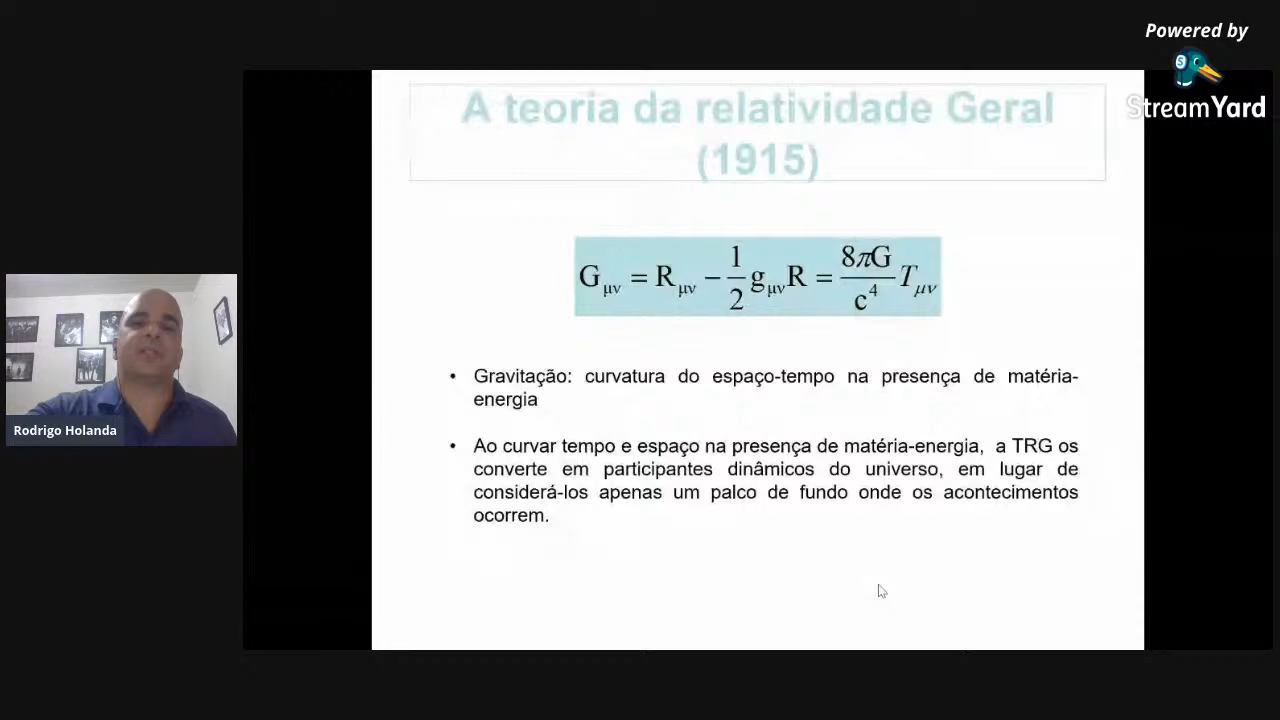 Powered by
StreamYard
A teoria da relatividade Geral
(1915)
G_μν = R_μν − 1/2 g_μν R = 8πG/c⁴ T_μν
• Gravitação: curvatura do espaço-tempo na presença de matéria-
energia
• Ao curvar tempo e espaço na presença de matéria-energia, a TRG os
converte em participantes dinâmicos do universo, em lugar de
considerá-los apenas um palco de fundo onde os acontecimentos
ocorrem.
Rodrigo Holanda